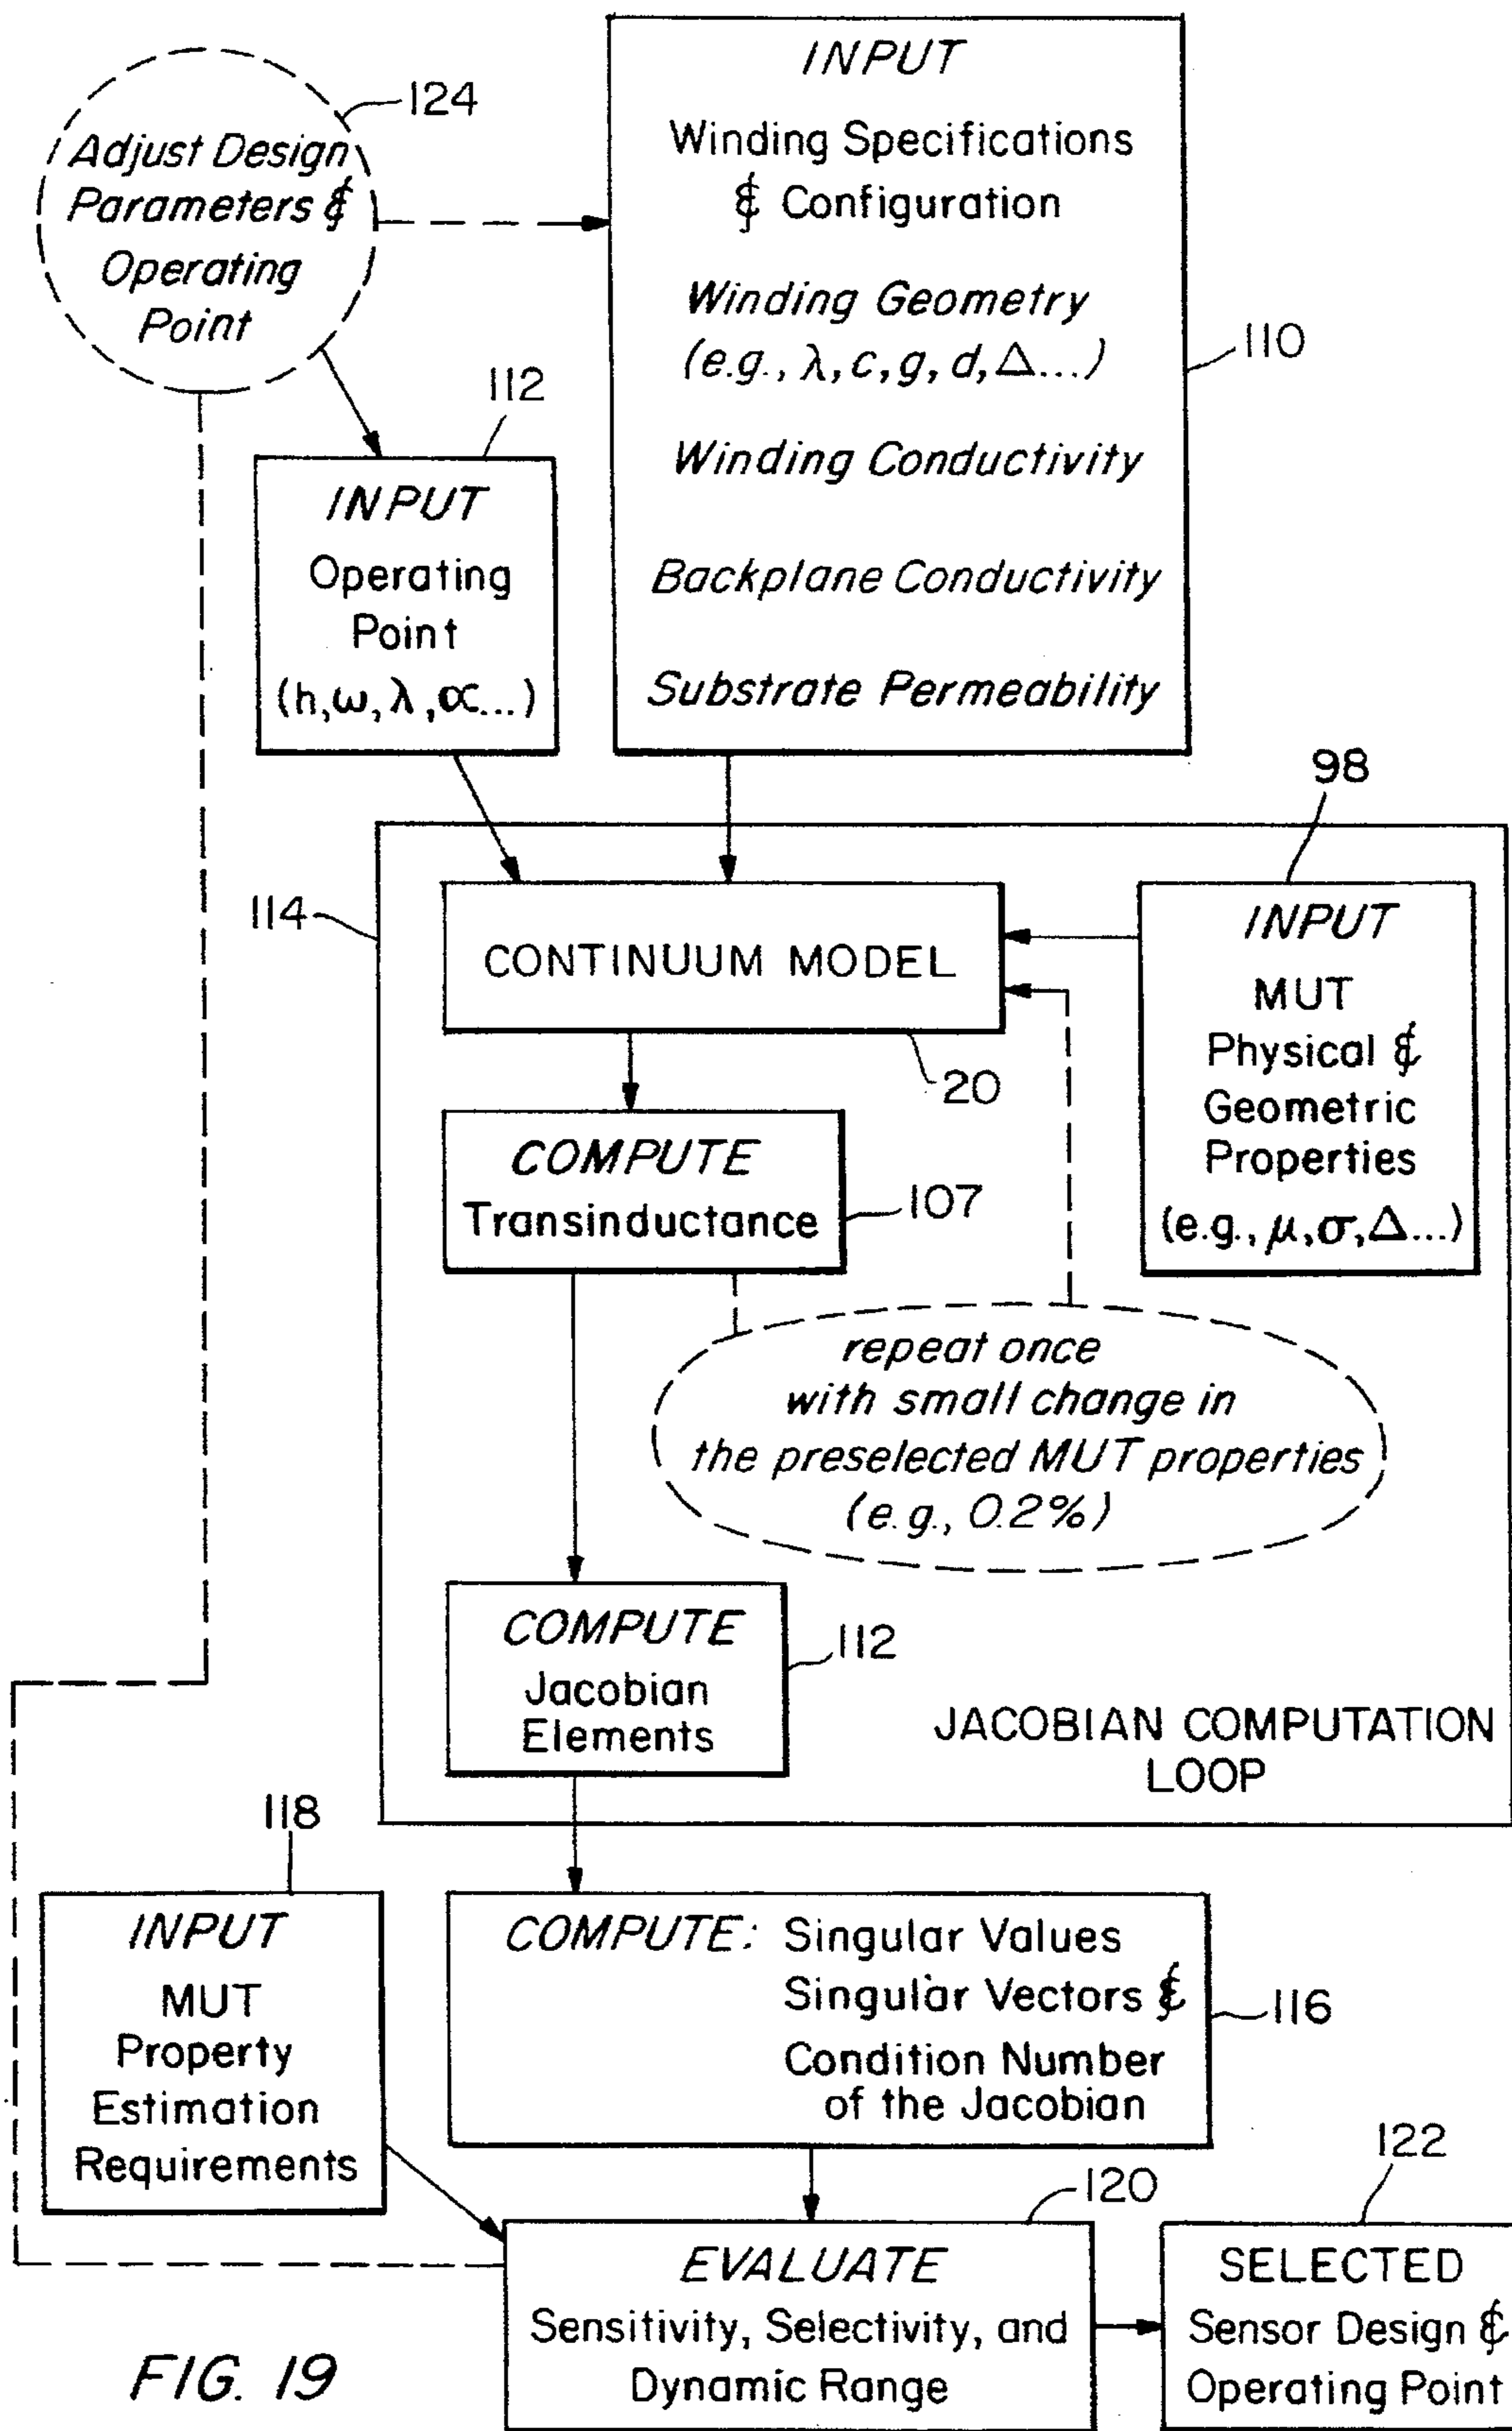 124
Adjust Design
Parameters &
Operating
Point
INPUT
Winding Specifications
& Configuration
Winding Geometry
(e.g., λ, c, g, d, Δ...)
Winding Conductivity
Backplane Conductivity
Substrate Permeability
110
112
INPUT
Operating
Point
(h, ω, λ, α...)
98
114
CONTINUUM MODEL
20
INPUT
MUT
Physical &
Geometric
Properties
(e.g., μ, σ, Δ...)
COMPUTE
Transinductance
107
repeat once
with small change in
the preselected MUT properties
(e.g., 0.2%)
COMPUTE
Jacobian
Elements
112
JACOBIAN COMPUTATION
LOOP
118
INPUT
MUT
Property
Estimation
Requirements
COMPUTE: Singular Values
Singular Vectors &
Condition Number
of the Jacobian
116
120
EVALUATE
Sensitivity, Selectivity, and
Dynamic Range
122
SELECTED
Sensor Design &
Operating Point
FIG. 19